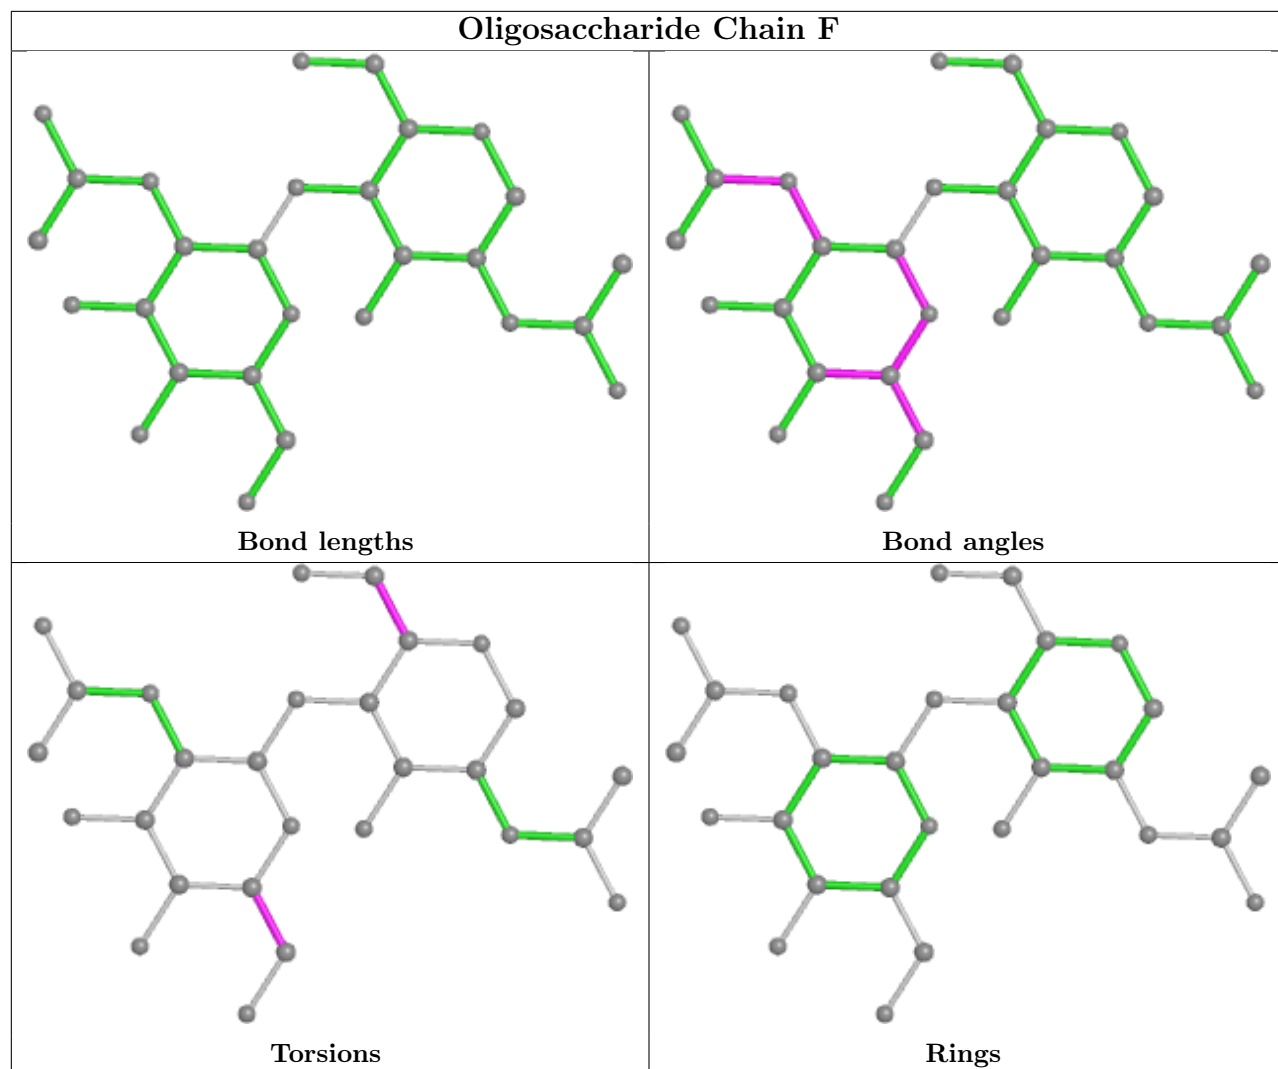 Oligosaccharide Chain F
Bond lengths
Bond angles
Torsions
Rings